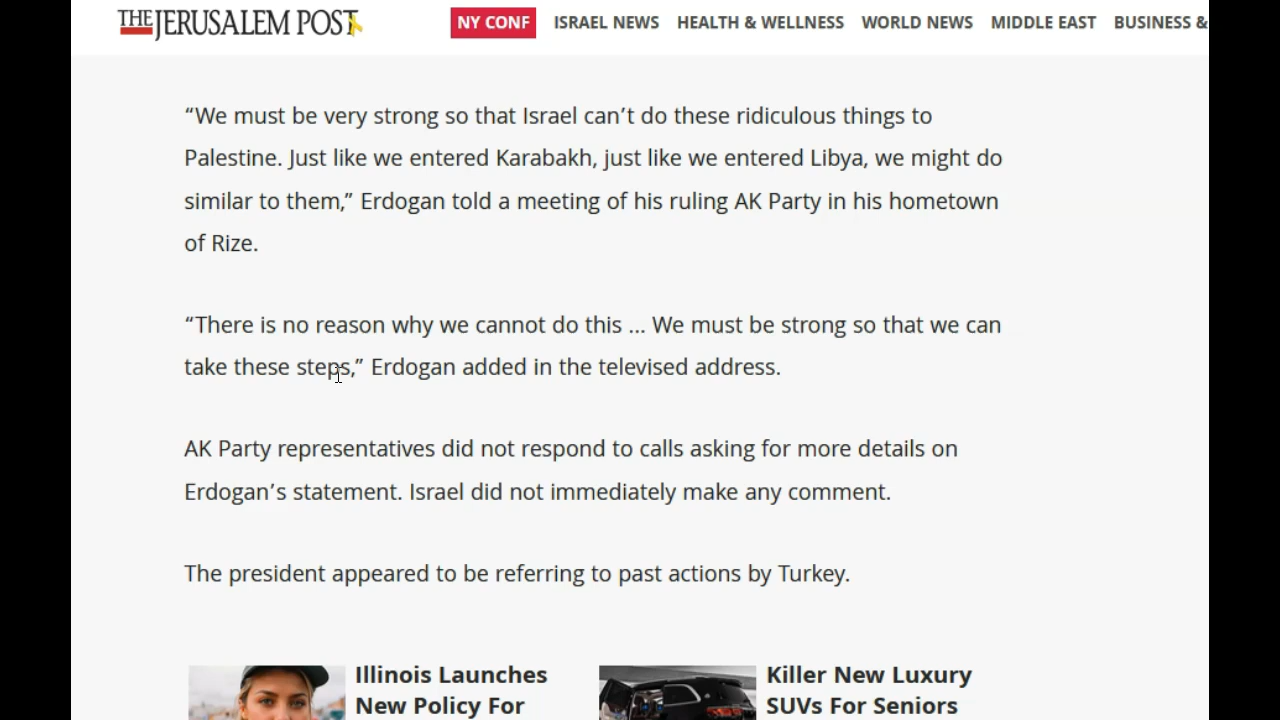 THE JERUSALEM POST
NY CONF ISRAEL NEWS HEALTH & WELLNESS WORLD NEWS MIDDLE EAST BUSINESS &
“We must be very strong so that Israel can’t do these ridiculous things to
Palestine. Just like we entered Karabakh, just like we entered Libya, we might do
similar to them,” Erdogan told a meeting of his ruling AK Party in his hometown
of Rize.
“There is no reason why we cannot do this ... We must be strong so that we can
take these steps,” Erdogan added in the televised address.
AK Party representatives did not respond to calls asking for more details on
Erdogan’s statement. Israel did not immediately make any comment.
The president appeared to be referring to past actions by Turkey.
Illinois Launches
New Policy For
Killer New Luxury
SUVs For Seniors